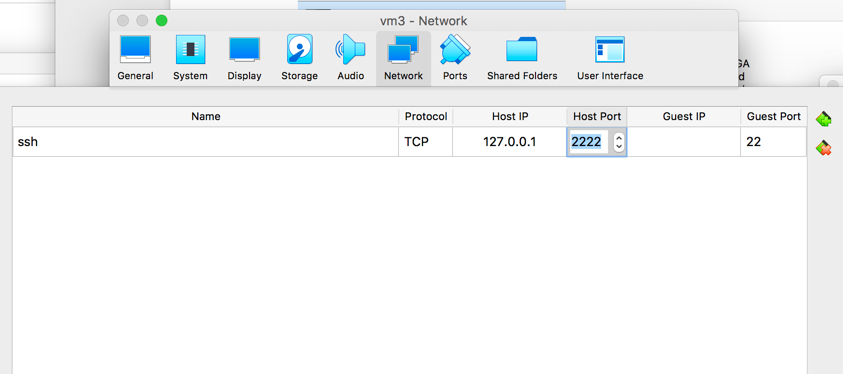 vm3 - Network
General System Display Storage Audio Network Ports Shared Folders User Interface
GA
d
Name Protocol Host IP Host Port Guest IP Guest Port
ssh TCP 127.0.0.1 2222 22